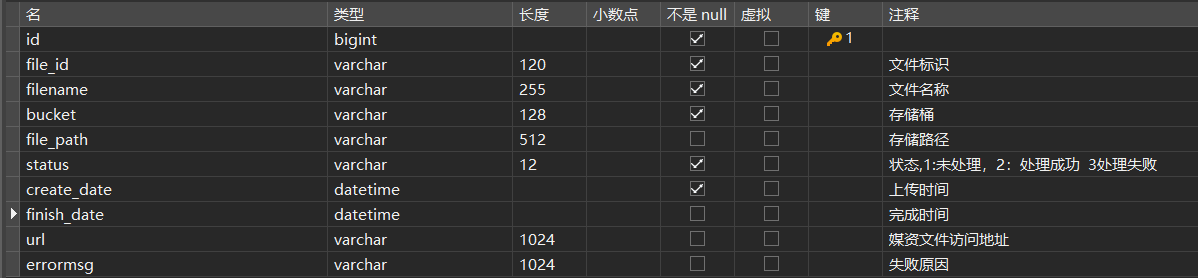 名 类型 长度 小数点 不是 null 虚拟 键 注释
id bigint 1
file_id varchar 120 文件标识
filename varchar 255 文件名称
bucket varchar 128 存储桶
file_path varchar 512 存储路径
status varchar 12 状态,1:未处理，2：处理成功 3处理失败
create_date datetime 上传时间
finish_date datetime 完成时间
url varchar 1024 媒资文件访问地址
errormsg varchar 1024 失败原因